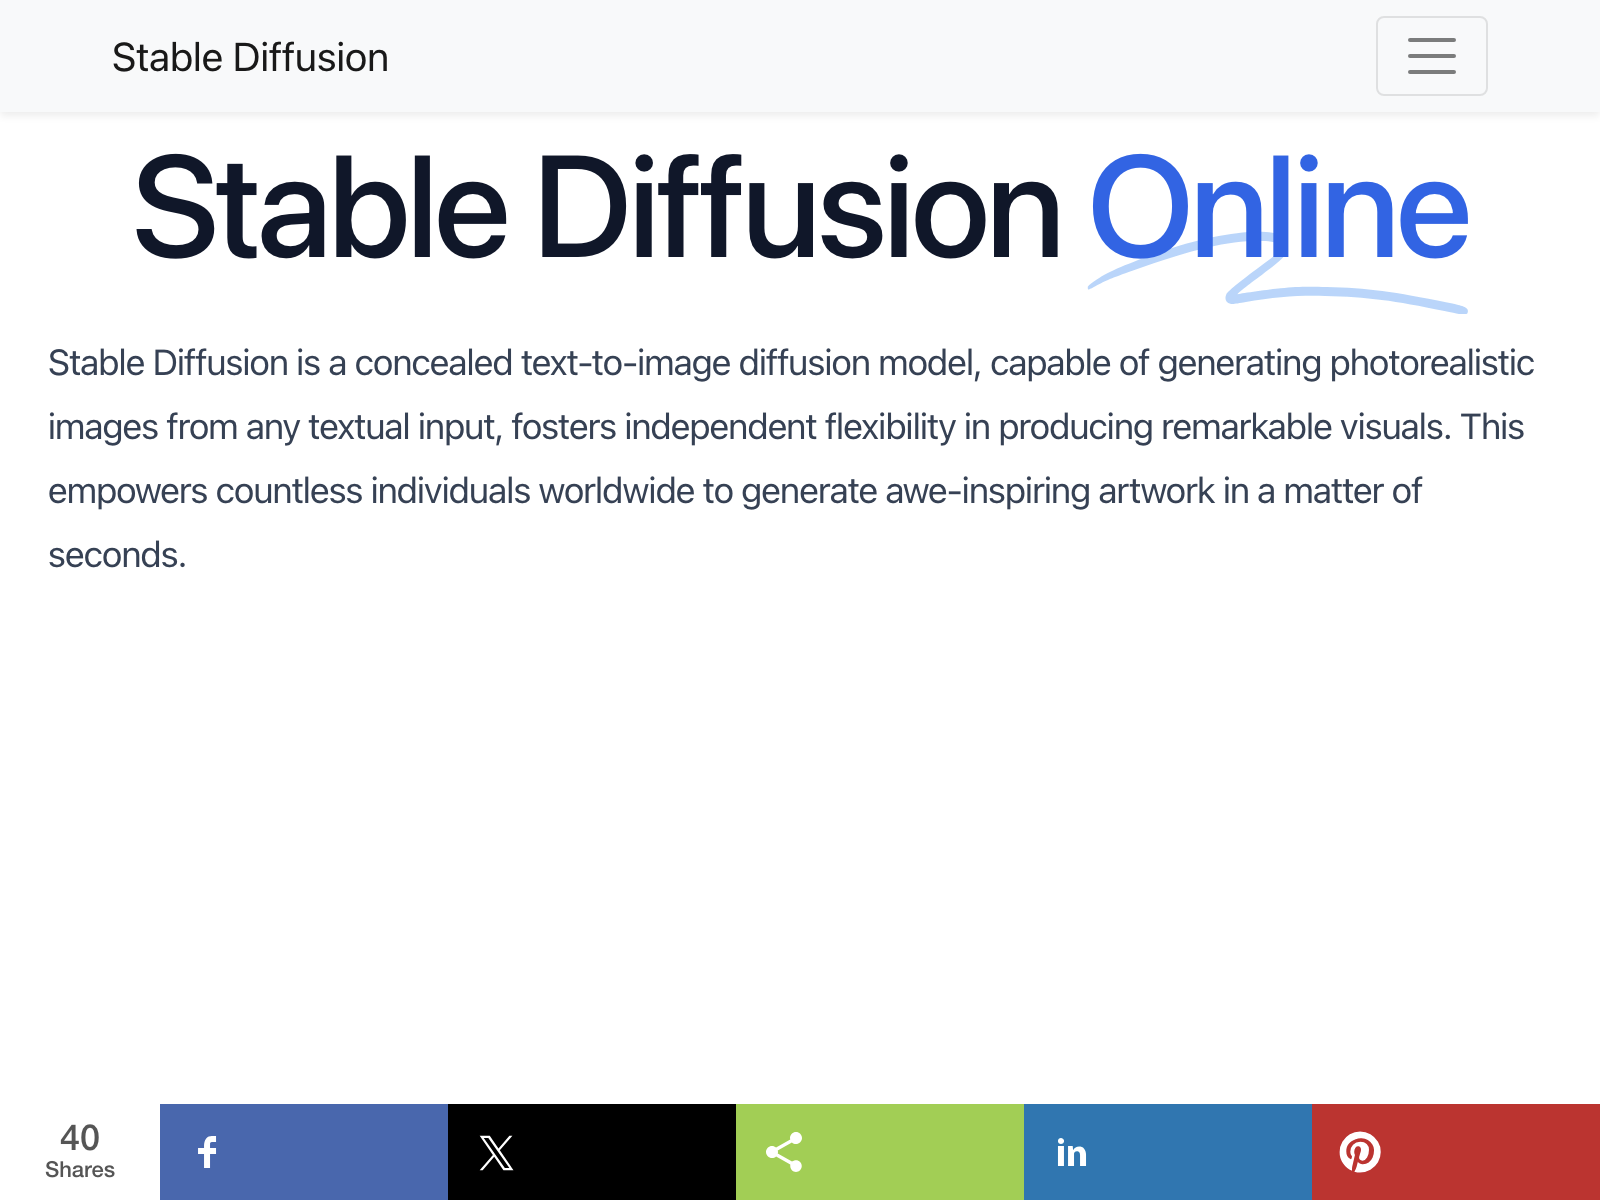 Stable Diffusion
Stable Diffusion Online
Stable Diffusion is a concealed text-to-image diffusion model, capable of generating photorealistic
images from any textual input, fosters independent flexibility in producing remarkable visuals. This
empowers countless individuals worldwide to generate awe-inspiring artwork in a matter of
seconds.
40
Shares